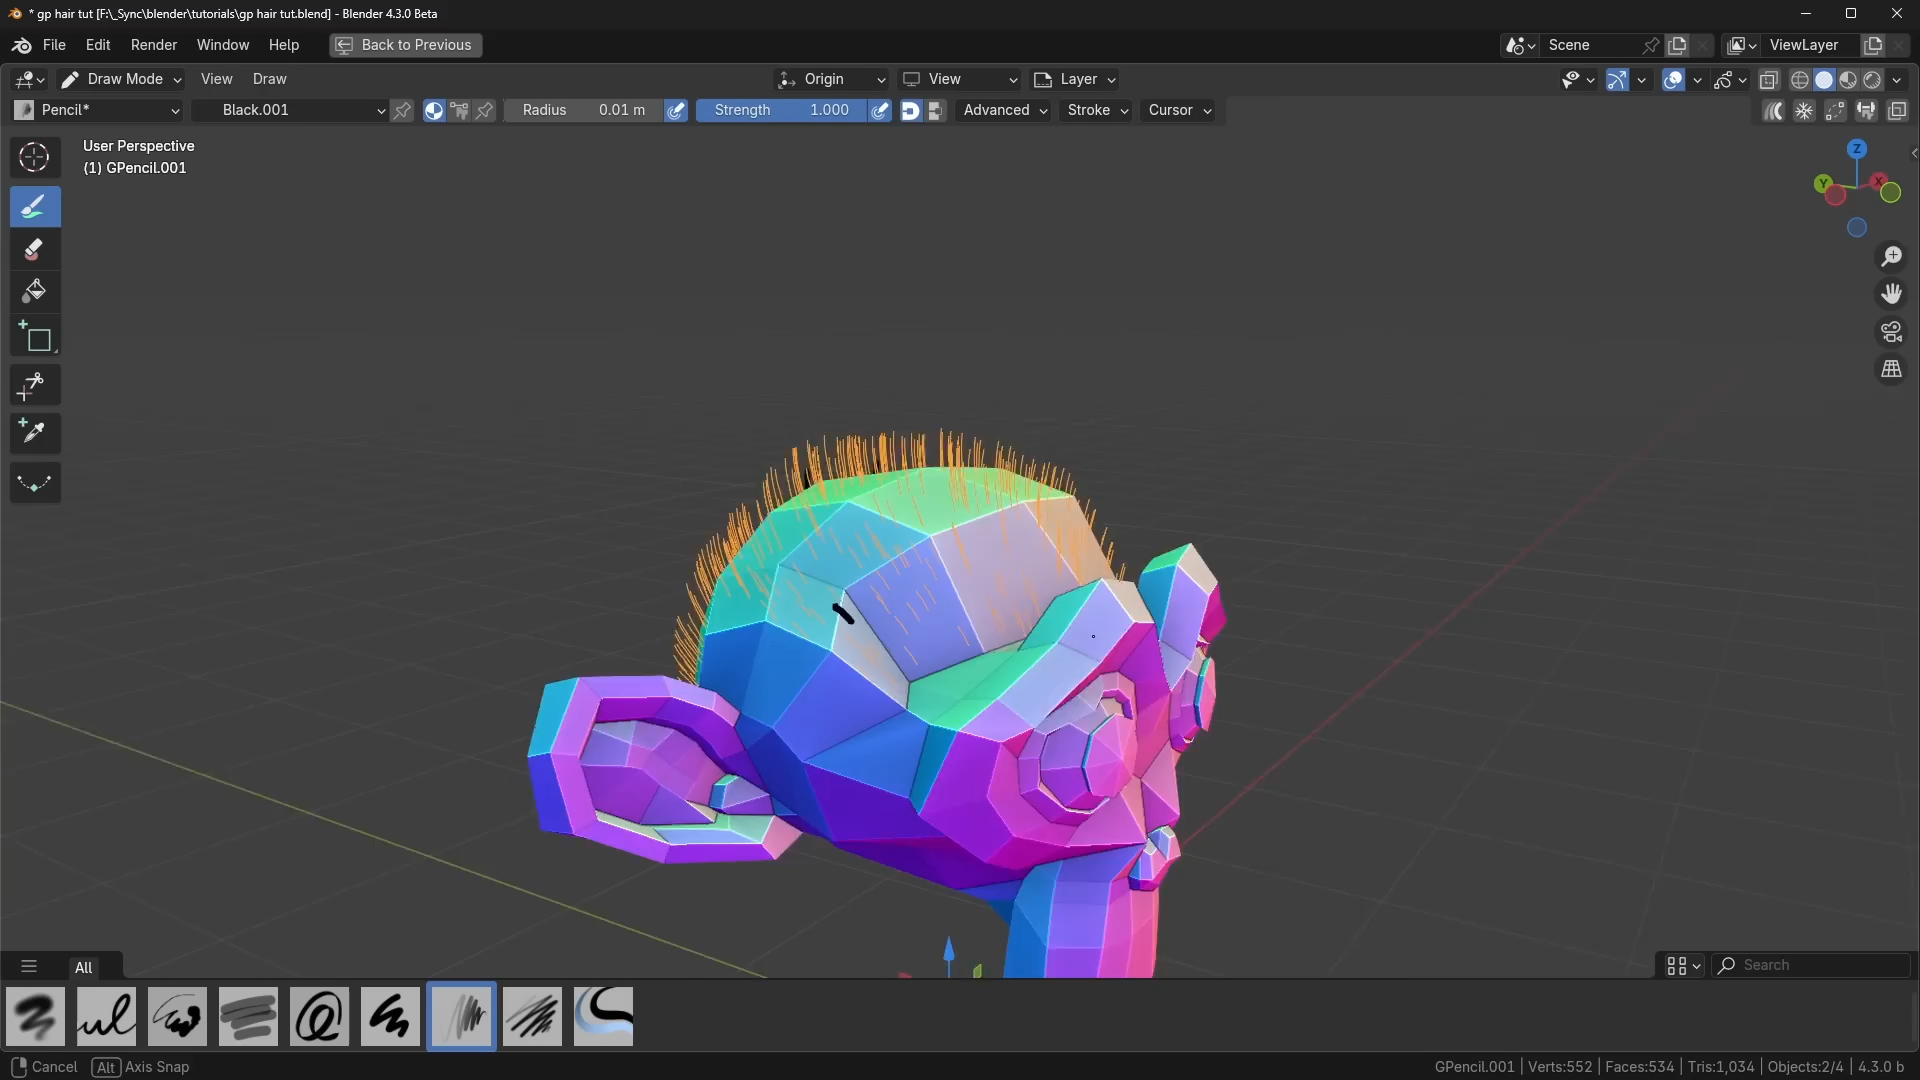 * gp hair tut [F:\_Sync\blender\tutorials\gp hair tut.blend] - Blender 4.3.0 Beta
File Edit Render Window Help Back to Previous Scene ViewLayer
Draw Mode View Draw Origin View Layer
Pencil* Black.001 Radius 0.01 m Strength 1.000 Advanced Stroke Cursor
User Perspective
(1) GPencil.001
Z
Y X
All Search
Cancel Alt Axis Snap GPencil.001 | Verts:552 | Faces:534 | Tris:1,034 | Objects:2/4 | 4.3.0 b